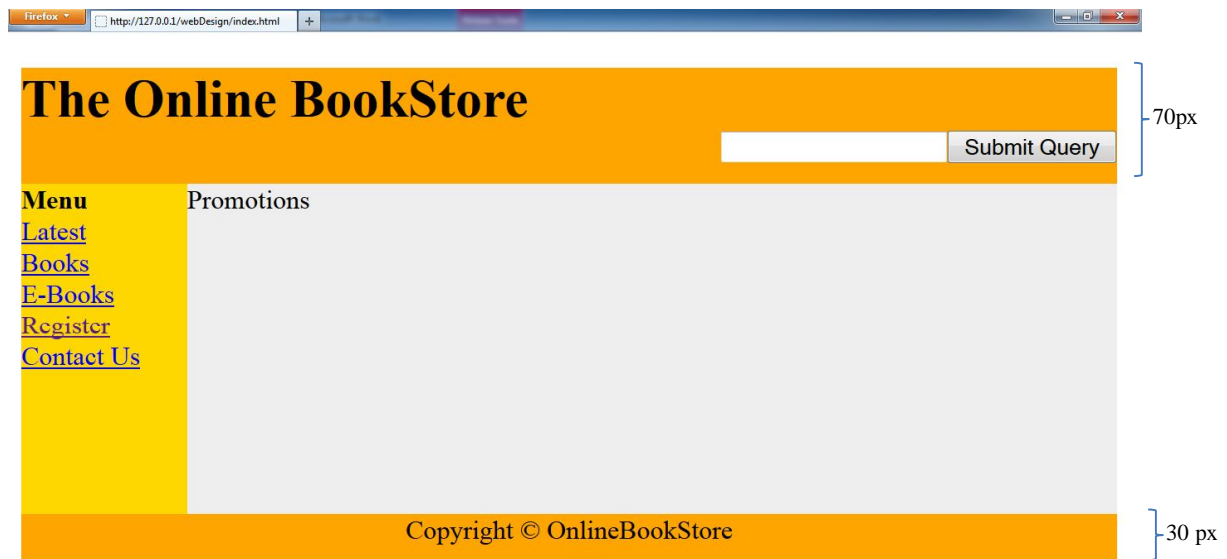 Firefox
http://127.0.0.1/webDesign/index.html +
The Online BookStore
70px
Submit Query
Menu
Promotions
Latest
Books
E-Books
Register
Contact Us
Copyright © OnlineBookStore
30 px